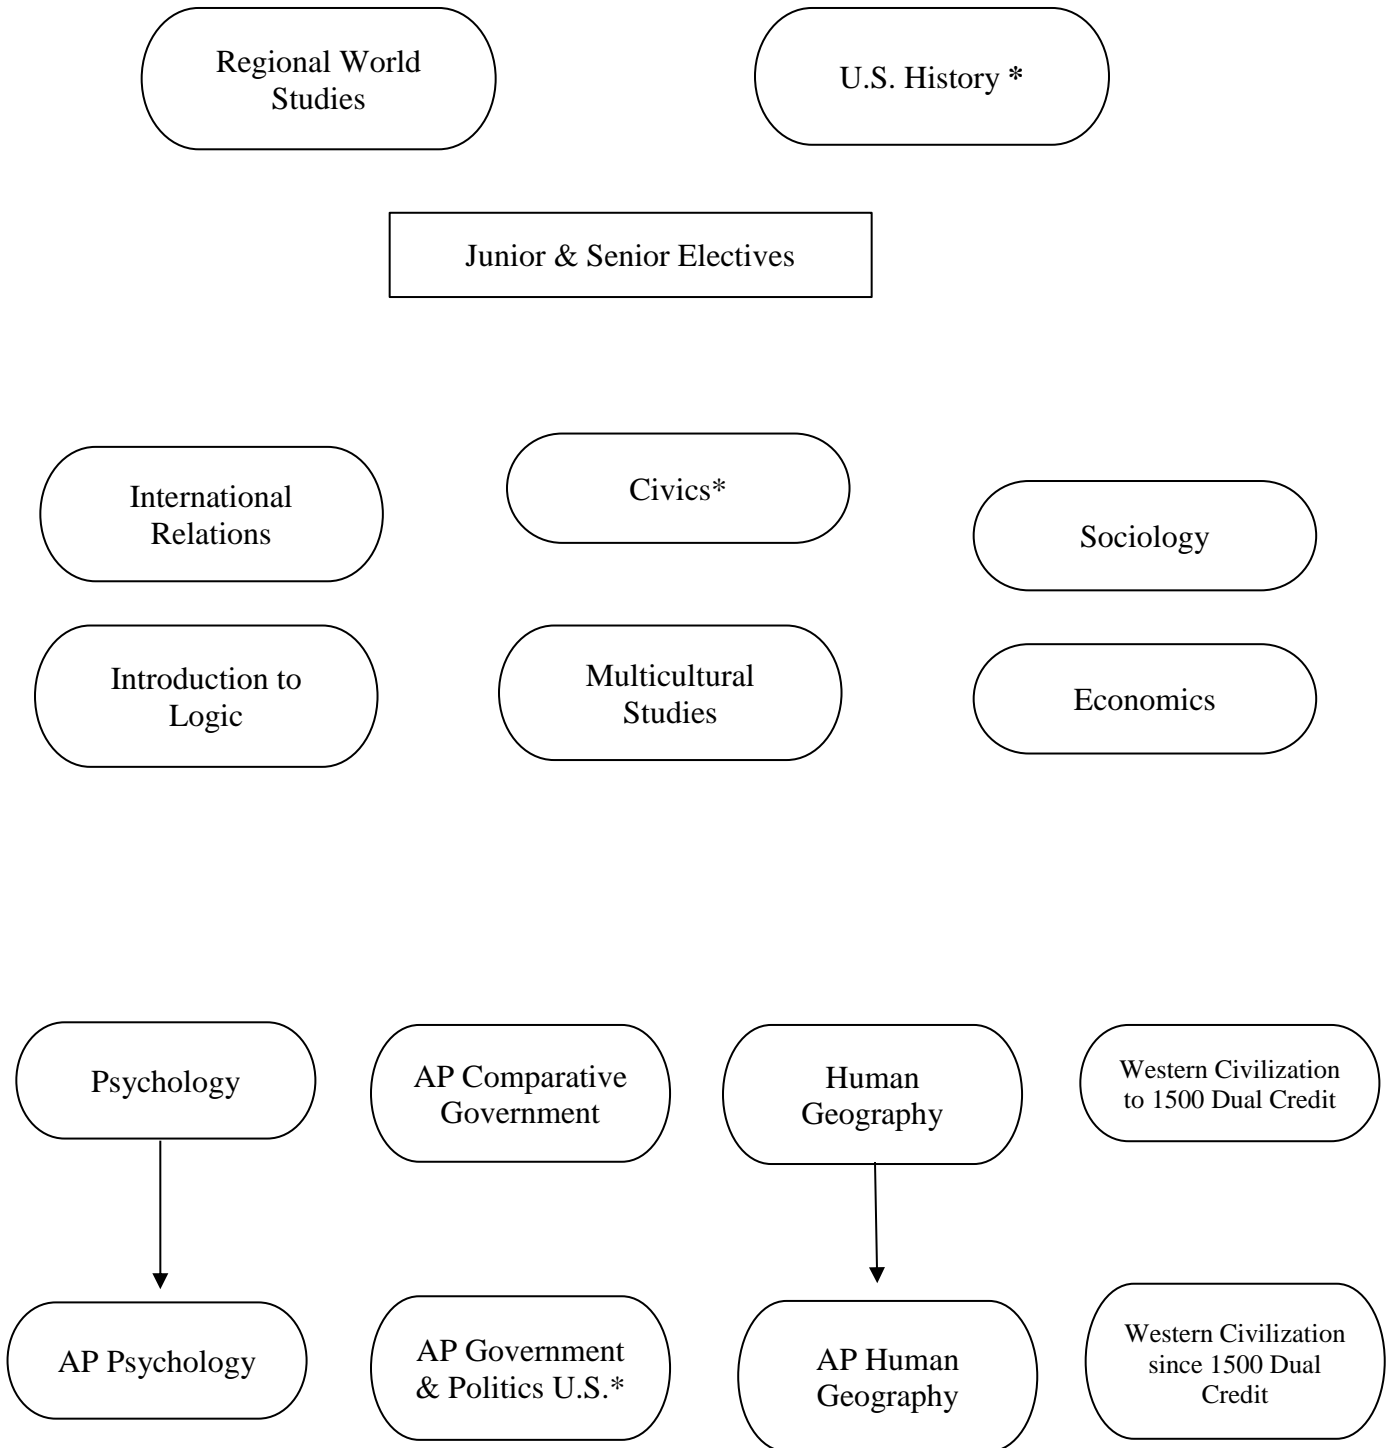 Regional World
Studies
U.S. History *
Junior & Senior Electives
International
Relations
Civics*
Sociology
Introduction to
Logic
Multicultural
Studies
Economics
Psychology
AP Comparative
Government
Human
Geography
Western Civilization
to 1500 Dual Credit
AP Psychology
AP Government
& Politics U.S.*
AP Human
Geography
Western Civilization
since 1500 Dual
Credit